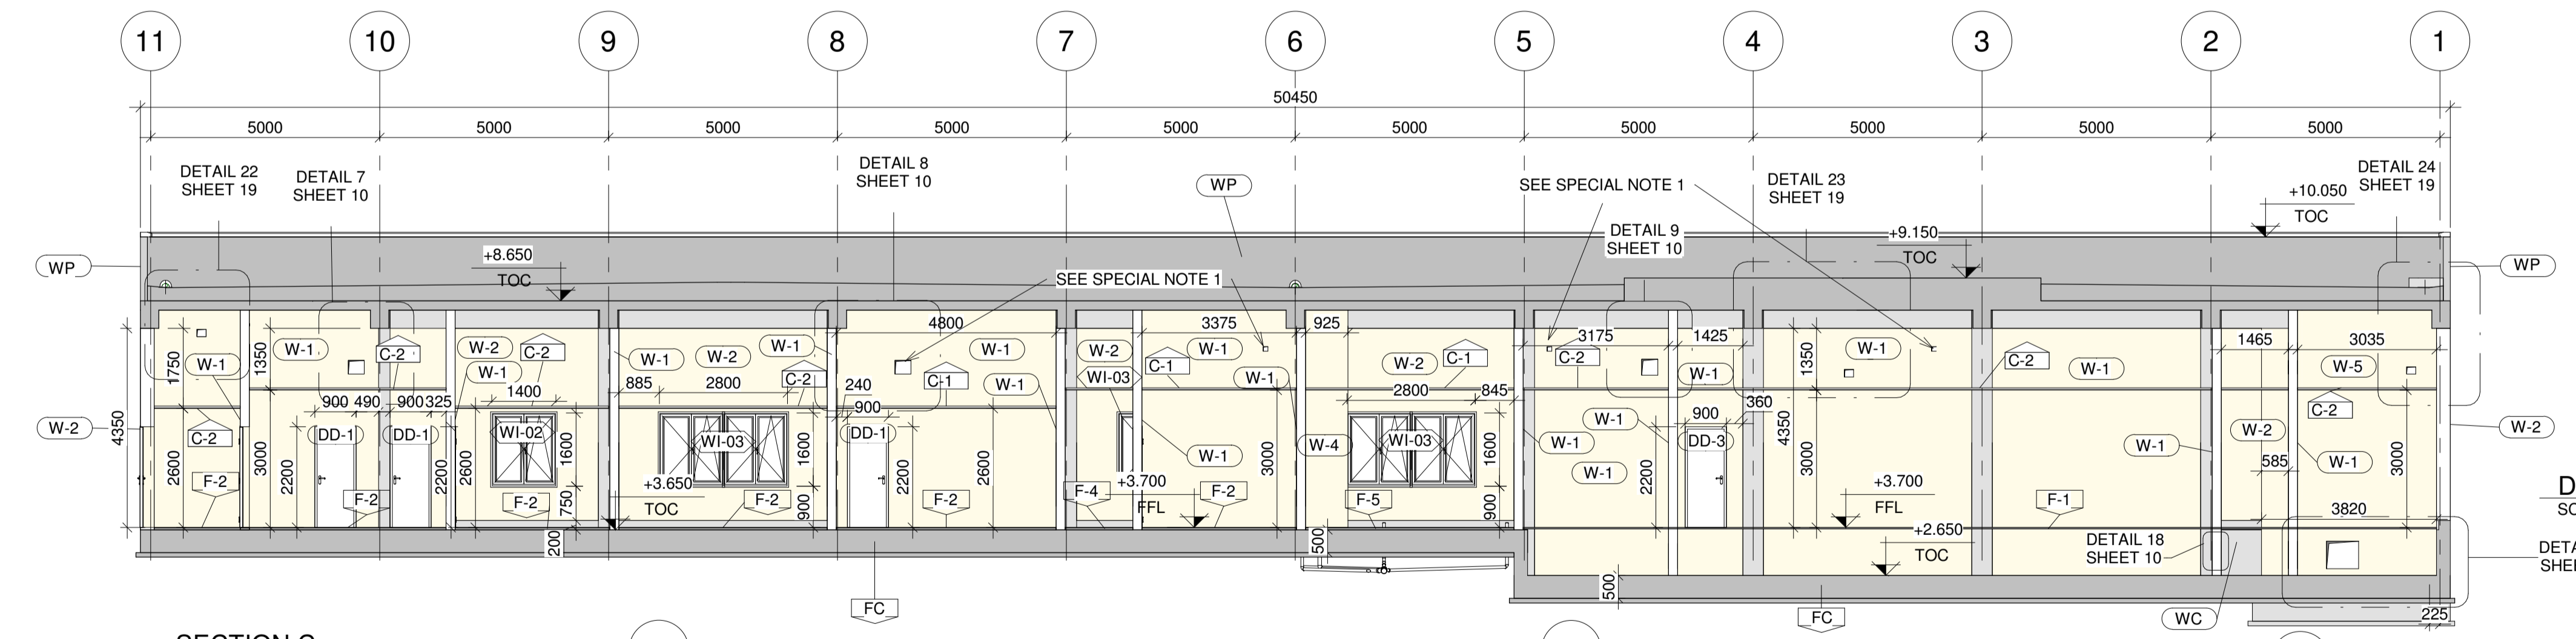 11 10 9 8 7 6 5 4 3 2 1
50450
5000 5000 5000 5000 5000 5000 5000 5000 5000 5000
DETAIL 22
SHEET 19
DETAIL 7
SHEET 10
DETAIL 8
SHEET 10
WP
SEE SPECIAL NOTE 1
DETAIL 23
SHEET 19
DETAIL 24
SHEET 19
+10.050
TOC
DETAIL 9
SHEET 10
+9.150
TOC
+8.650
TOC
WP
SEE SPECIAL NOTE 1
WP
4800 3375 925 3175 1425 1465 3035
1750 W-1 1350 W-1 C-2 W-2 C-2 W-1 W-1 W-2 W-1 C-2 W-1 C-1 W-1 W-2 C-1 W-1 W-1 W-2 C-1 C-2 W-1 1350 W-1 C-2 W-1 W-5
WI-03
1400 885 2800 240 2800 845
900 490 900 325 900 900 360
4350 W-2 C-2 DD-1 DD-1 WI-02 WI-03 DD-1 W-4 WI-03 W-1 W-1 DD-3 4350 W-1 W-2 C-2 W-2
2600 3000 2200 2200 2600 1600 1600 2200 2600 W-1 3000 1600 W-1 2200 3000 585 W-1 3000
F-2 F-2 F-2 750 +3.650 F-2 900 F-2 F-4 +3.700 F-2 F-5 900 +3.700 F-1
TOC FFL FFL
3820
+2.650
TOC
200 500 500
DETAIL 18
SHEET 10
D
SC
DETA
SHEE
FC FC WC 225